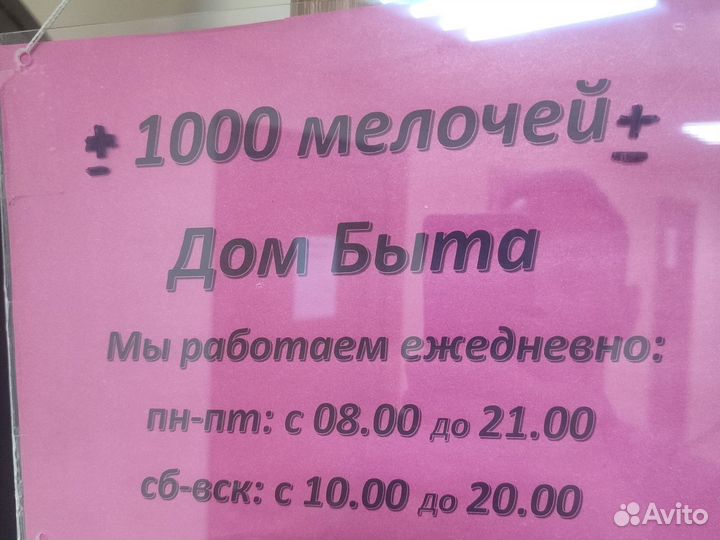 ± 1000 мелочей ±
Дом Быта
Мы работаем ежедневно:
пн-пт: с 08.00 до 21.00
сб-вск: с 10.00 до 20.00
Avito